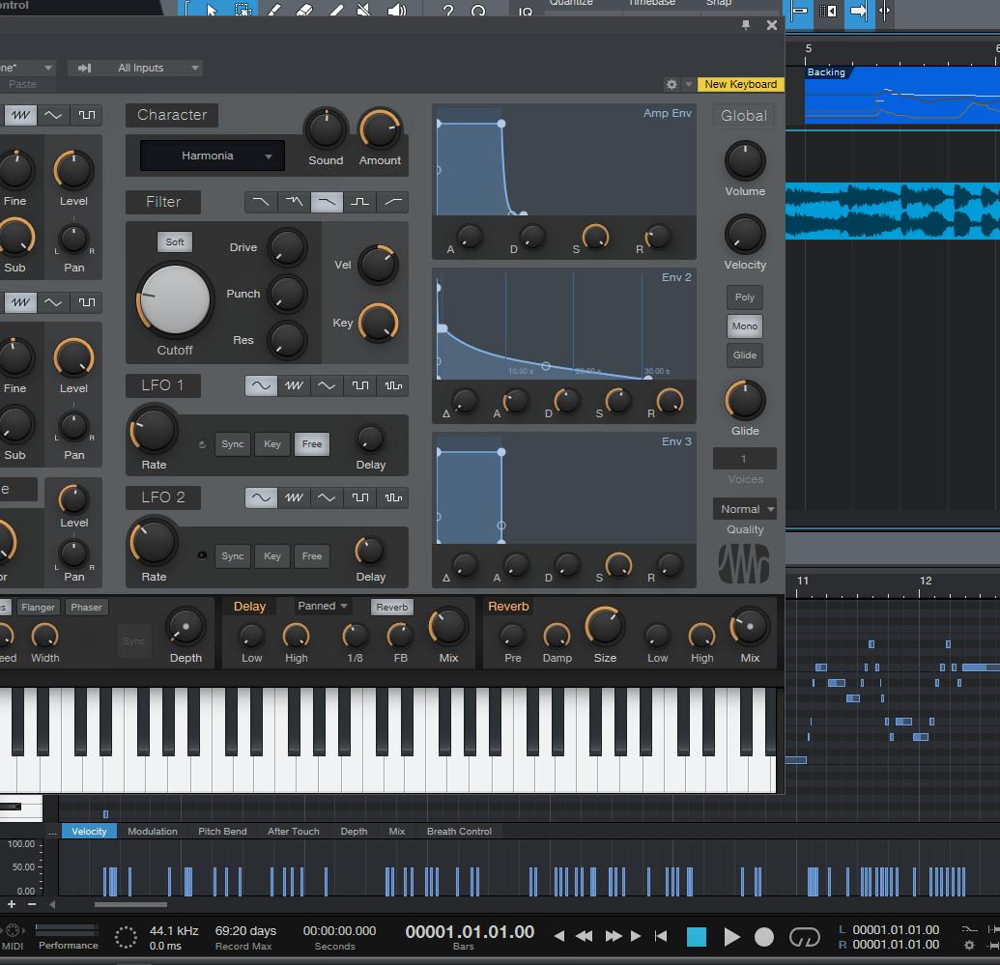 ontrol
Quantize Timebase Snap
IQ
one*
All Inputs
Paste
New Keyboard
5
6
Backing
Character
Harmonia
Sound
Amount
Amp Env
Global
Fine
Level
A D S R
Volume
Filter
Soft
Drive
Sub
Pan
L R
Velocity
Vel
Env 2
Punch
Poly
Key
Mono
Res
Cutoff
Glide
10.00 s 20.00 s 30.00 s
Fine
Level
LFO 1
Δ A D S R
Glide
Sub
Pan
L R
Sync
Key
Free
Rate
Delay
Env 3
1
Voices
e
LFO 2
Normal
Quality
Level
Sync
Key
Free
Rate
Delay
or
Pan
L R
Δ A D S R
11
12
us
Flanger
Phaser
Delay
Panned
Reverb
Reverb
Sync
eed
Width
Depth
Low
High
1/8
FB
Mix
Pre
Damp
Size
Low
High
Mix
...
Velocity
Modulation
Pitch Bend
After Touch
Depth
Mix
Breath Control
100.00
50.00
0.00
MIDI
Performance
44.1 kHz
0.0 ms
69:20 days
Record Max
00:00:00.000
Seconds
00001.01.01.00
Bars
L 00001.01.01.00
R 00001.01.01.00